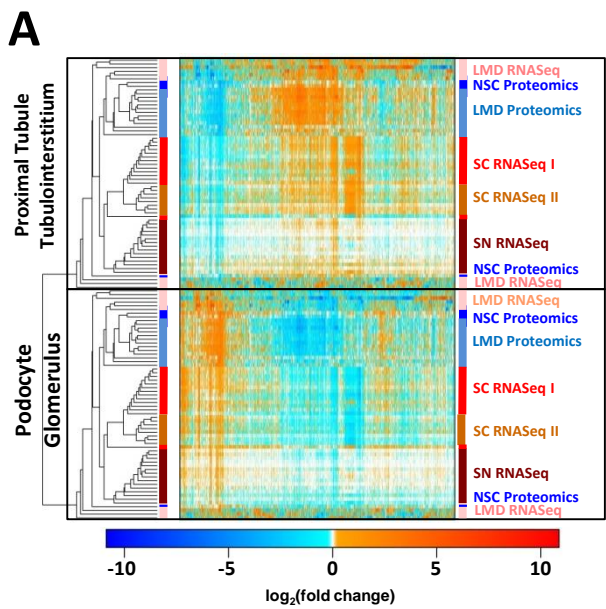 A
Proximal Tubule
Tubulointerstitium
LMD RNASeq
NSC Proteomics
LMD Proteomics
SC RNASeq I
SC RNASeq II
SN RNASeq
NSC Proteomics
LMD RNASeq
Podocyte
Glomerulus
LMD RNASeq
NSC Proteomics
LMD Proteomics
SC RNASeq I
SC RNASeq II
SN RNASeq
NSC Proteomics
LMD RNASeq
-10 -5 0 5 10
log₂(fold change)